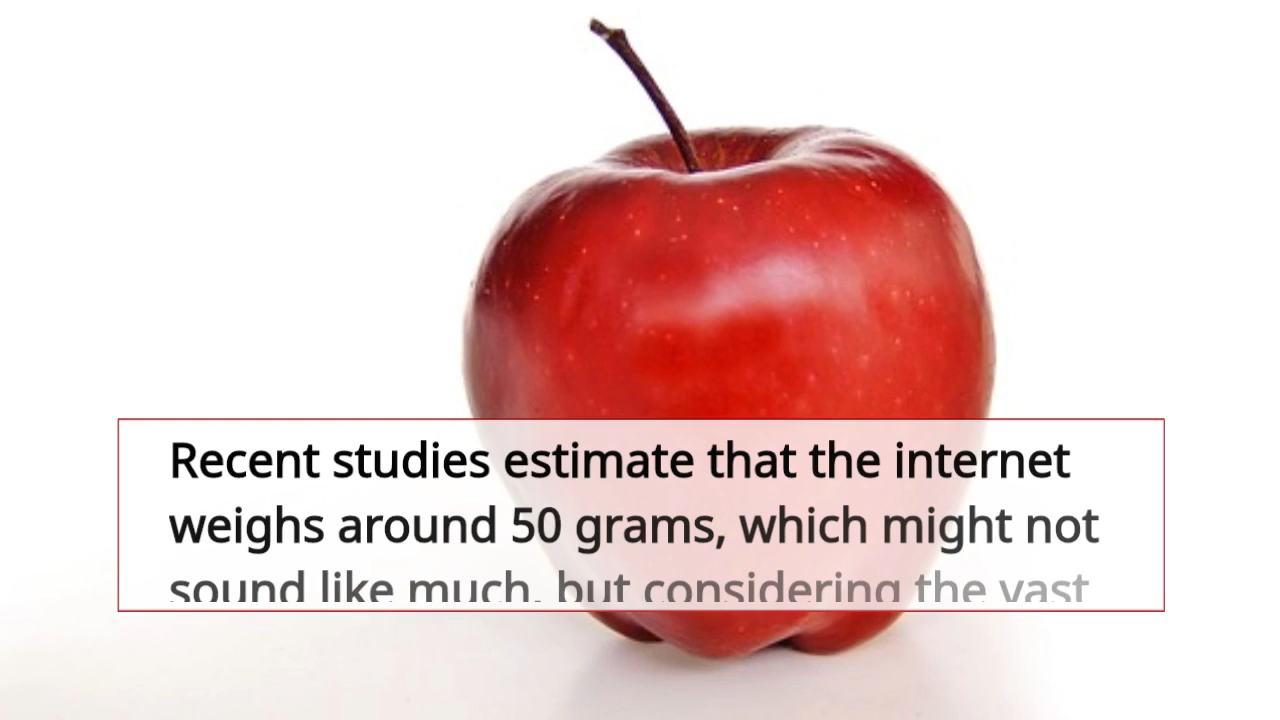 Recent studies estimate that the internet
weighs around 50 grams, which might not
sound like much, but considering the vast